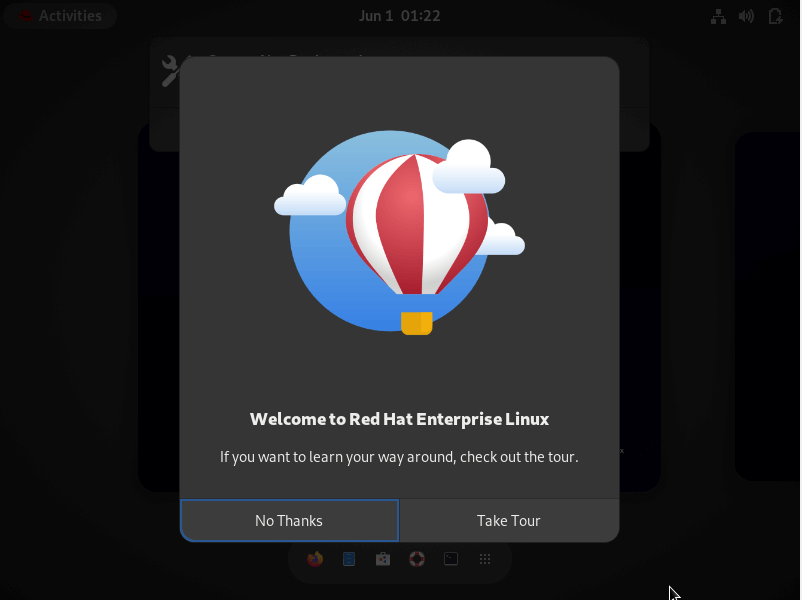 Activities
Jun 1 01:22
Welcome to Red Hat Enterprise Linux
If you want to learn your way around, check out the tour.
No Thanks
Take Tour